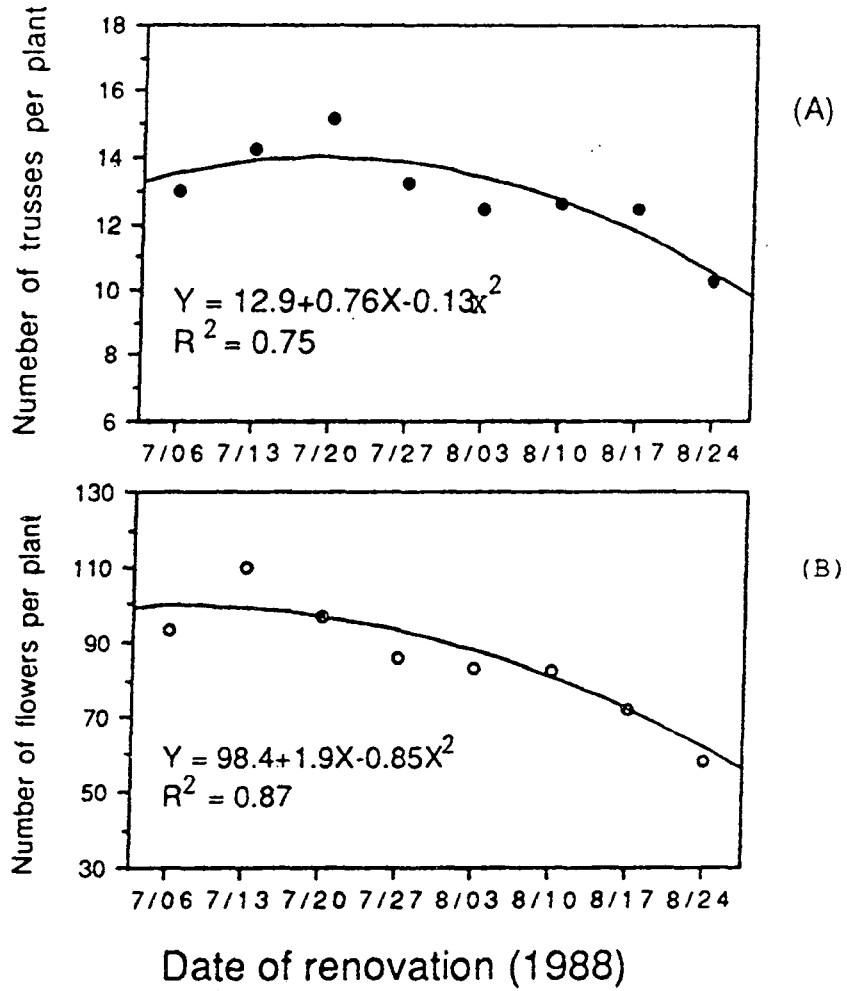 18
16
14
12
10
8
6
Numeber of trusses per plant
(A)
Y = 12.9+0.76X-0.13x²
R² = 0.75
7/06 7/13 7/20 7/27 8/03 8/10 8/17 8/24
130
110
90
70
50
30
Number of flowers per plant
(B)
Y = 98.4+1.9X-0.85X²
R² = 0.87
7/06 7/13 7/20 7/27 8/03 8/10 8/17 8/24
Date of renovation (1988)